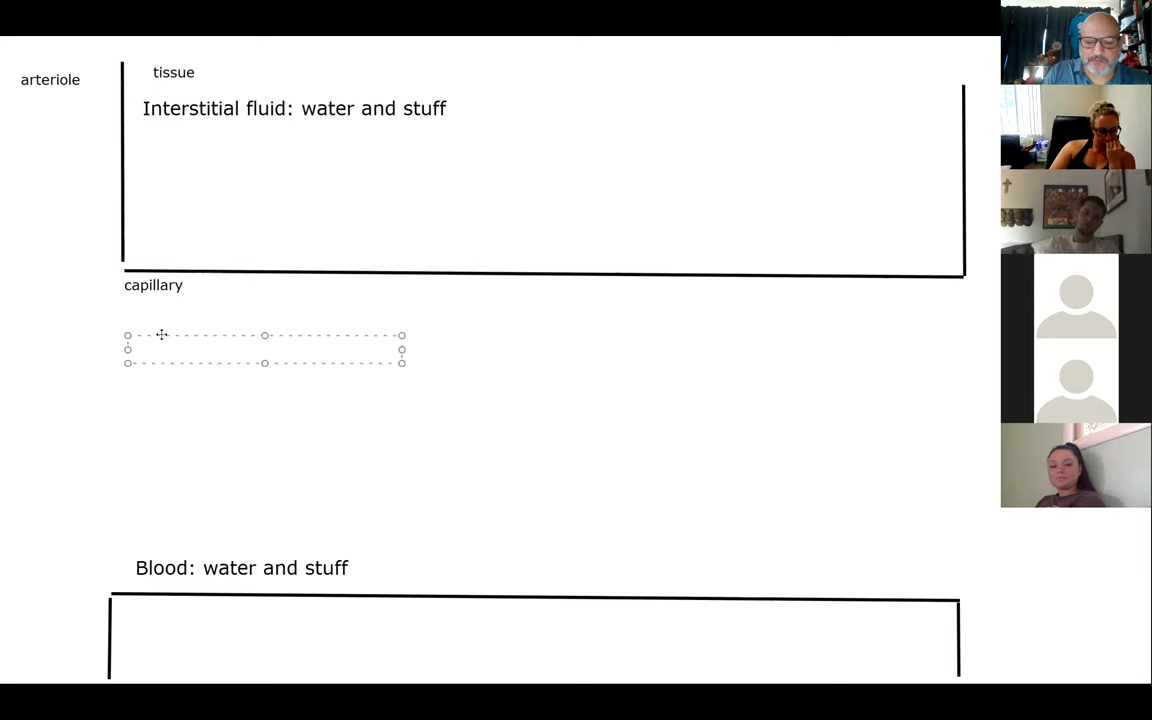 arteriole
tissue
Interstitial fluid: water and stuff
capillary
Blood: water and stuff